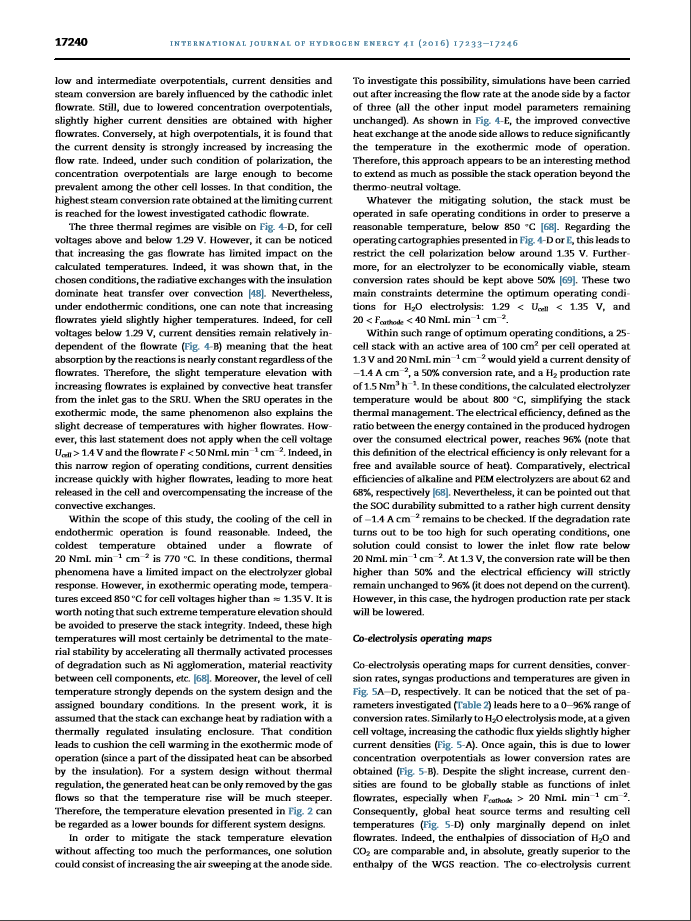 17240
INTERNATIONAL JOURNAL OF HYDROGEN ENERGY 41 (2016) 17233–17246
low and intermediate overpotentials, current densities and
steam conversion are barely influenced by the cathodic inlet
flowrate. Still, due to lowered concentration overpotentials,
slightly higher current densities are obtained with higher
flowrates. Conversely, at high overpotentials, it is found that
the current density is strongly increased by increasing the
flow rate. Indeed, under such condition of polarization, the
concentration overpotentials are large enough to become
prevalent among the other cell losses. In that condition, the
highest steam conversion rate obtained at the limiting current
is reached for the lowest investigated cathodic flowrate.
The three thermal regimes are visible on Fig. 4-D, for cell
voltages above and below 1.29 V. However, it can be noticed
that increasing the gas flowrate has limited impact on the
calculated temperatures. Indeed, it was shown that, in the
chosen conditions, the radiative exchanges with the insulation
dominate heat transfer over convection [48]. Nevertheless,
under endothermic conditions, one can note that increasing
flowrates yield slightly higher temperatures. Indeed, for cell
voltages below 1.29 V, current densities remain relatively in-
dependent of the flowrate (Fig. 4-B) meaning that the heat
absorption by the reactions is nearly constant regardless of the
flowrates. Therefore, the slight temperature elevation with
increasing flowrates is explained by convective heat transfer
from the inlet gas to the SRU. When the SRU operates in the
exothermic mode, the same phenomenon also explains the
slight decrease of temperatures with higher flowrates. How-
ever, this last statement does not apply when the cell voltage
Ucell > 1.4 V and the flowrate F < 50 NmL min−1 cm−2. Indeed, in
this narrow region of operating conditions, current densities
increase quickly with higher flowrates, leading to more heat
released in the cell and overcompensating the increase of the
convective exchanges.
Within the scope of this study, the cooling of the cell in
endothermic operation is found reasonable. Indeed, the
coldest temperature obtained under a flowrate of
20 NmL min−1 cm−2 is 770 °C. In these conditions, thermal
phenomena have a limited impact on the electrolyzer global
response. However, in exothermic operating mode, tempera-
tures exceed 850 °C for cell voltages higher than ≈ 1.35 V. It is
worth noting that such extreme temperature elevation should
be avoided to preserve the stack integrity. Indeed, these high
temperatures will most certainly be detrimental to the mate-
rial stability by accelerating all thermally activated processes
of degradation such as Ni agglomeration, material reactivity
between cell components, etc. [68]. Moreover, the level of cell
temperature strongly depends on the system design and the
assigned boundary conditions. In the present work, it is
assumed that the stack can exchange heat by radiation with a
thermally regulated insulating enclosure. That condition
leads to cushion the cell warming in the exothermic mode of
operation (since a part of the dissipated heat can be absorbed
by the insulation). For a system design without thermal
regulation, the generated heat can be only removed by the gas
flows so that the temperature rise will be much steeper.
Therefore, the temperature elevation presented in Fig. 2 can
be regarded as a lower bounds for different system designs.
In order to mitigate the stack temperature elevation
without affecting too much the performances, one solution
could consist of increasing the air sweeping at the anode side.
To investigate this possibility, simulations have been carried
out after increasing the flow rate at the anode side by a factor
of three (all the other input model parameters remaining
unchanged). As shown in Fig. 4-E, the improved convective
heat exchange at the anode side allows to reduce significantly
the temperature in the exothermic mode of operation.
Therefore, this approach appears to be an interesting method
to extend as much as possible the stack operation beyond the
thermo-neutral voltage.
Whatever the mitigating solution, the stack must be
operated in safe operating conditions in order to preserve a
reasonable temperature, below 850 °C [68]. Regarding the
operating cartographies presented in Fig. 4-D or E, this leads to
restrict the cell polarization below around 1.35 V. Further-
more, for an electrolyzer to be economically viable, steam
conversion rates should be kept above 50% [69]. These two
main constraints determine the optimum operating condi-
tions for H2O electrolysis: 1.29 < Ucell < 1.35 V, and
20 < Fcathode < 40 NmL min−1 cm−2.
Within such range of optimum operating conditions, a 25-
cell stack with an active area of 100 cm2 per cell operated at
1.3 V and 20 NmL min−1 cm−2 would yield a current density of
−1.4 A cm−2, a 50% conversion rate, and a H2 production rate
of 1.5 Nm3 h−1. In these conditions, the calculated electrolyzer
temperature would be about 800 °C, simplifying the stack
thermal management. The electrical efficiency, defined as the
ratio between the energy contained in the produced hydrogen
over the consumed electrical power, reaches 96% (note that
this definition of the electrical efficiency is only relevant for a
free and available source of heat). Comparatively, electrical
efficiencies of alkaline and PEM electrolyzers are about 62 and
68%, respectively [68]. Nevertheless, it can be pointed out that
the SOC durability submitted to a rather high current density
of −1.4 A cm−2 remains to be checked. If the degradation rate
turns out to be too high for such operating conditions, one
solution could consist to lower the inlet flow rate below
20 NmL min−1 cm−2. At 1.3 V, the conversion rate will be then
higher than 50% and the electrical efficiency will strictly
remain unchanged to 96% (it does not depend on the current).
However, in this case, the hydrogen production rate per stack
will be lowered.
Co-electrolysis operating maps
Co-electrolysis operating maps for current densities, conver-
sion rates, syngas productions and temperatures are given in
Fig. 5A–D, respectively. It can be noticed that the set of pa-
rameters investigated (Table 2) leads here to a 0–96% range of
conversion rates. Similarly to H2O electrolysis mode, at a given
cell voltage, increasing the cathodic flux yields slightly higher
current densities (Fig. 5-A). Once again, this is due to lower
concentration overpotentials as lower conversion rates are
obtained (Fig. 5-B). Despite the slight increase, current den-
sities are found to be globally stable as functions of inlet
flowrates, especially when Fcathode > 20 NmL min−1 cm−2.
Consequently, global heat source terms and resulting cell
temperatures (Fig. 5-D) only marginally depend on inlet
flowrates. Indeed, the enthalpies of dissociation of H2O and
CO2 are comparable and, in absolute, greatly superior to the
enthalpy of the WGS reaction. The co-electrolysis current